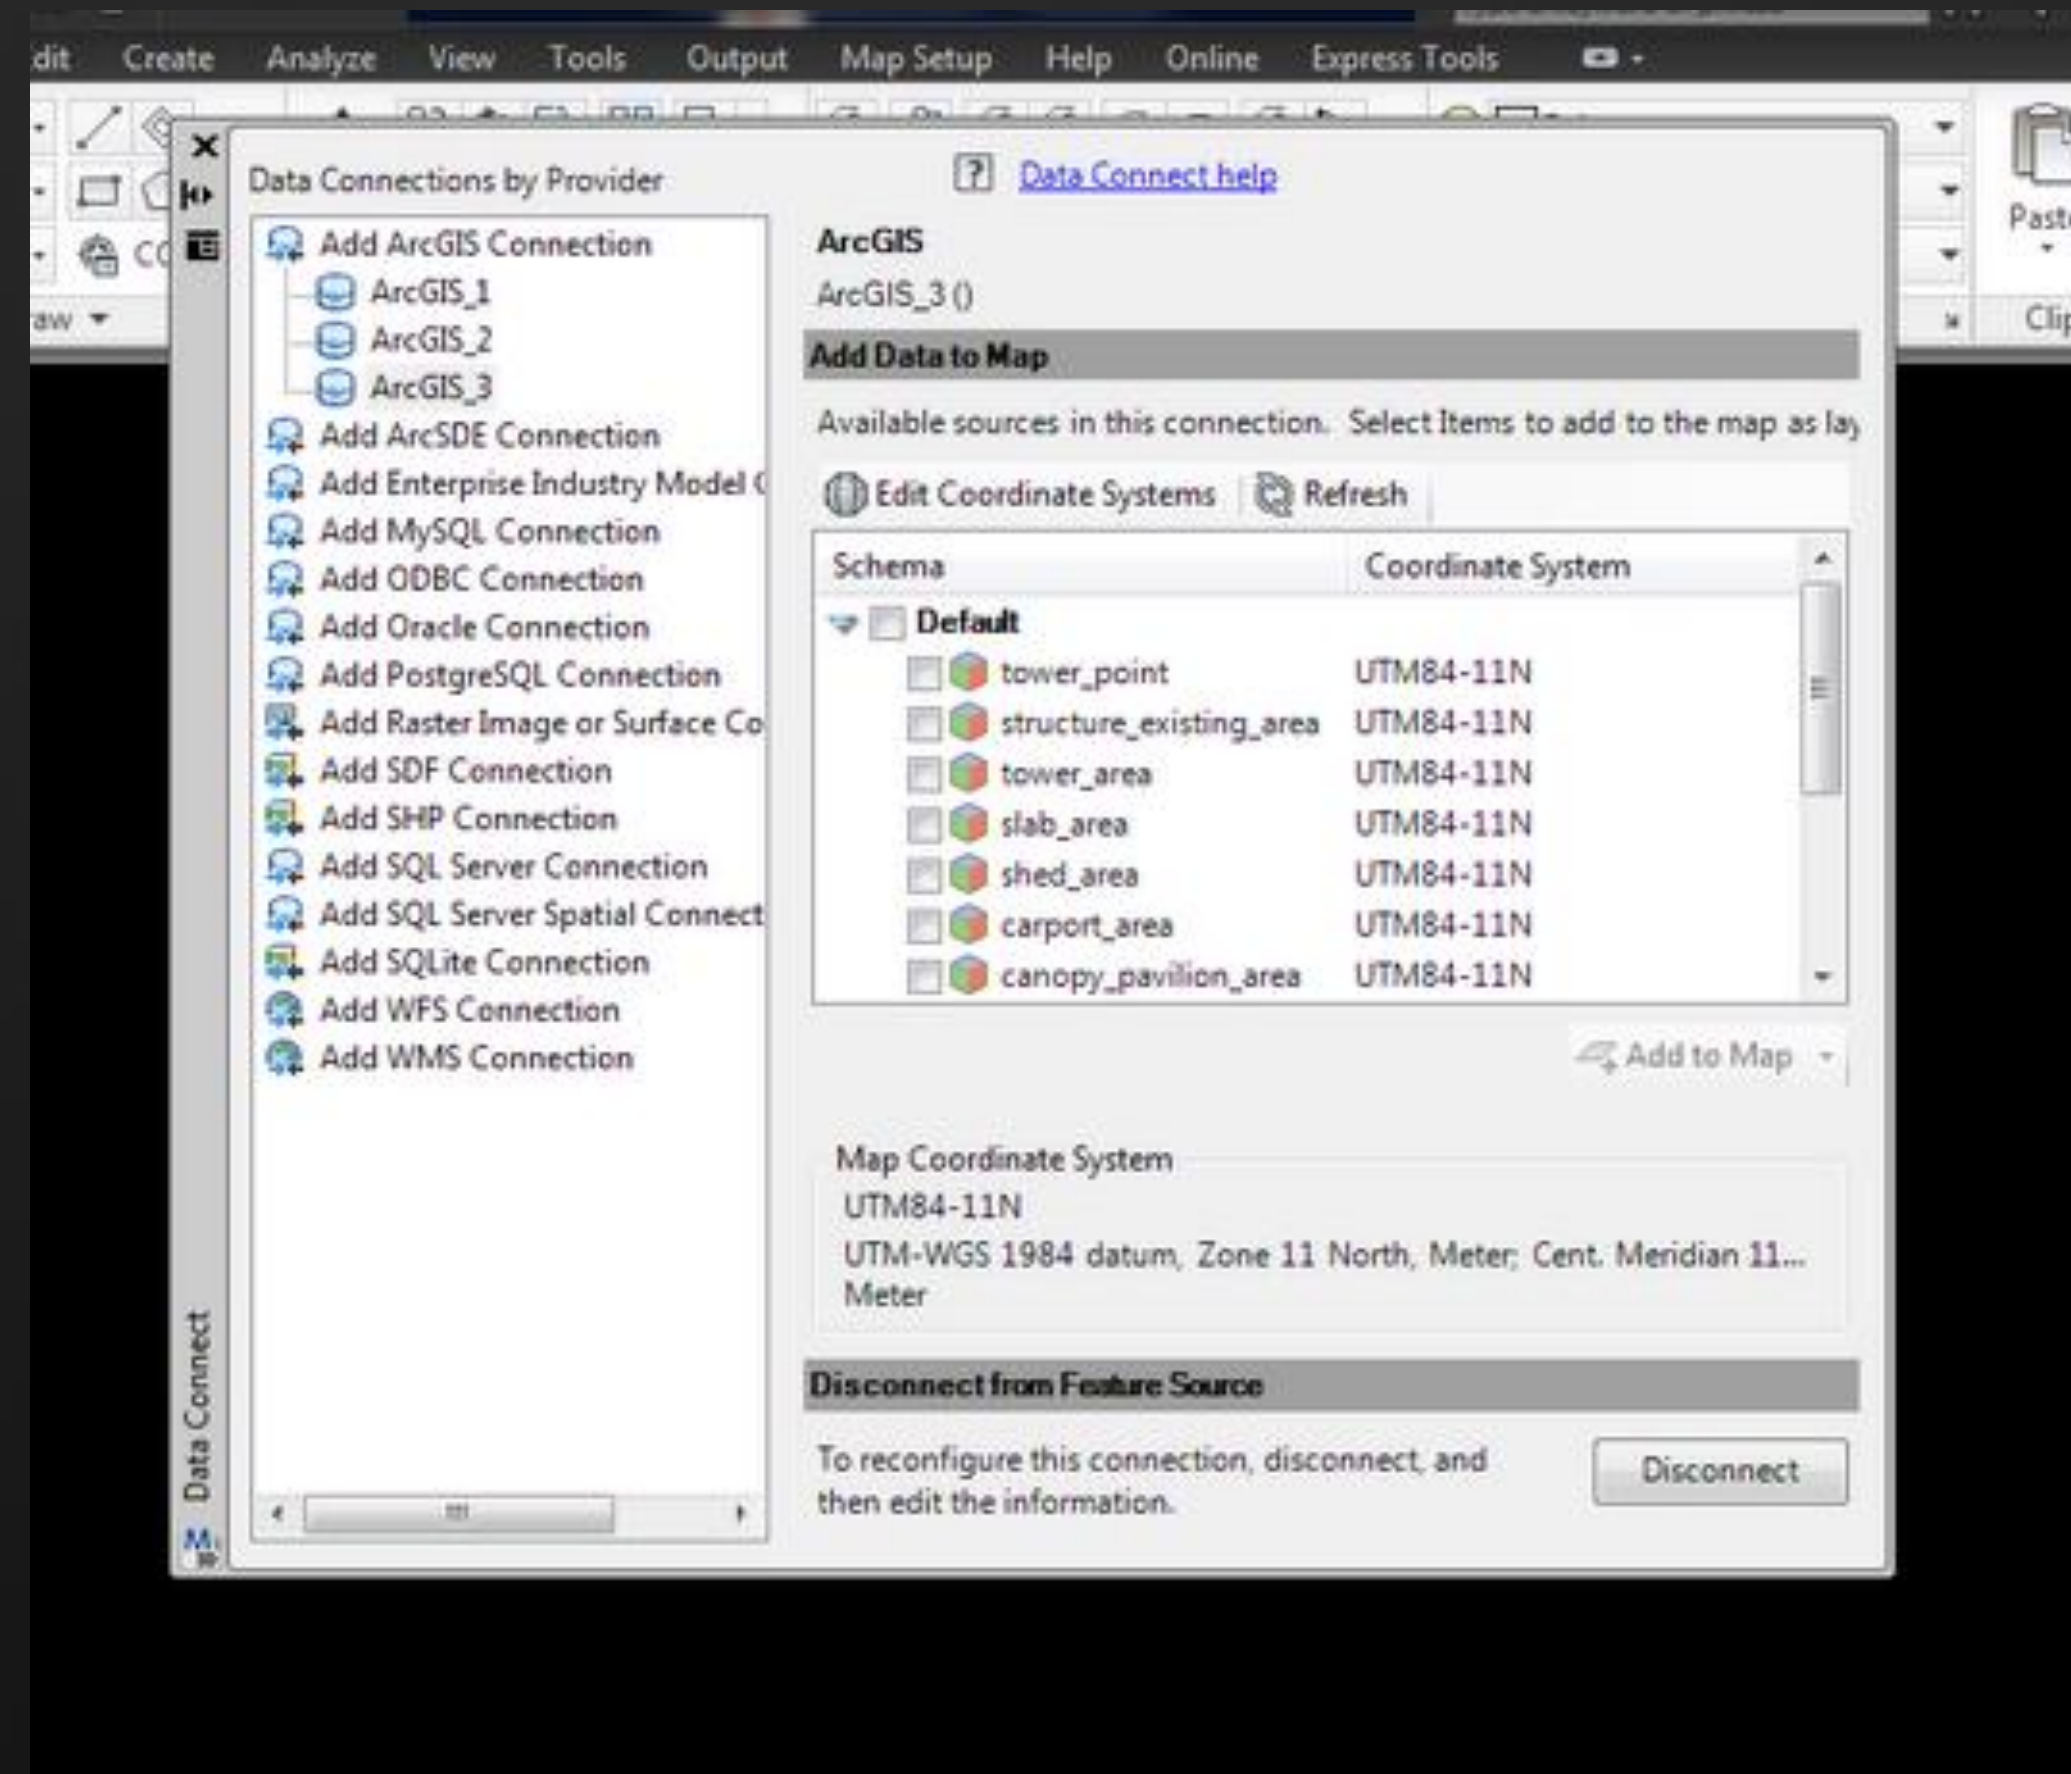 Create Analyze View Tools Output Map Setup Help Online Express Tools
Data Connections by Provider
? Data Connect help
Add ArcGIS Connection
ArcGIS_1
ArcGIS_2
ArcGIS_3
Add ArcSDE Connection
Add Enterprise Industry Model
Add MySQL Connection
Add ODBC Connection
Add Oracle Connection
Add PostgreSQL Connection
Add Raster Image or Surface Co
Add SDF Connection
Add SHP Connection
Add SQL Server Connection
Add SQL Server Spatial Connect
Add SQLite Connection
Add WFS Connection
Add WMS Connection
ArcGIS
ArcGIS_3 ()
Add Data to Map
Available sources in this connection. Select Items to add to the map as lay
Edit Coordinate Systems Refresh
Schema Coordinate System
Default
tower_point UTM84-11N
structure_existing_area UTM84-11N
tower_area UTM84-11N
slab_area UTM84-11N
shed_area UTM84-11N
carport_area UTM84-11N
canopy_pavilion_area UTM84-11N
Add to Map
Map Coordinate System
UTM84-11N
UTM-WGS 1984 datum, Zone 11 North, Meter; Cent. Meridian 11...
Meter
Disconnect from Feature Source
To reconfigure this connection, disconnect, and
then edit the information.
Disconnect
Data Connect
Past
Clip
aw
dit